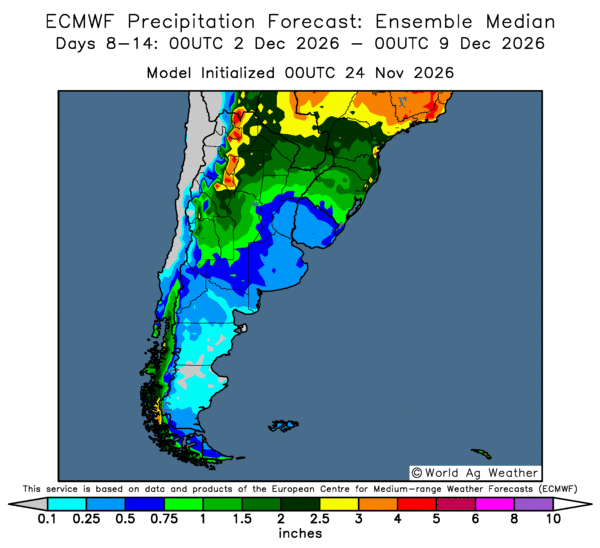 ECMWF Precipitation Forecast: Ensemble Median
Days 8-14: 00UTC 2 Dec 2026 - 00UTC 9 Dec 2026
Model Initialized 00UTC 24 Nov 2026
© World Ag Weather
This service is based on data and products of the European Centre for Medium-range Weather Forecasts (ECMWF)
0.1 0.25 0.5 0.75 1 1.5 2 2.5 3 4 5 6 8 10
inches